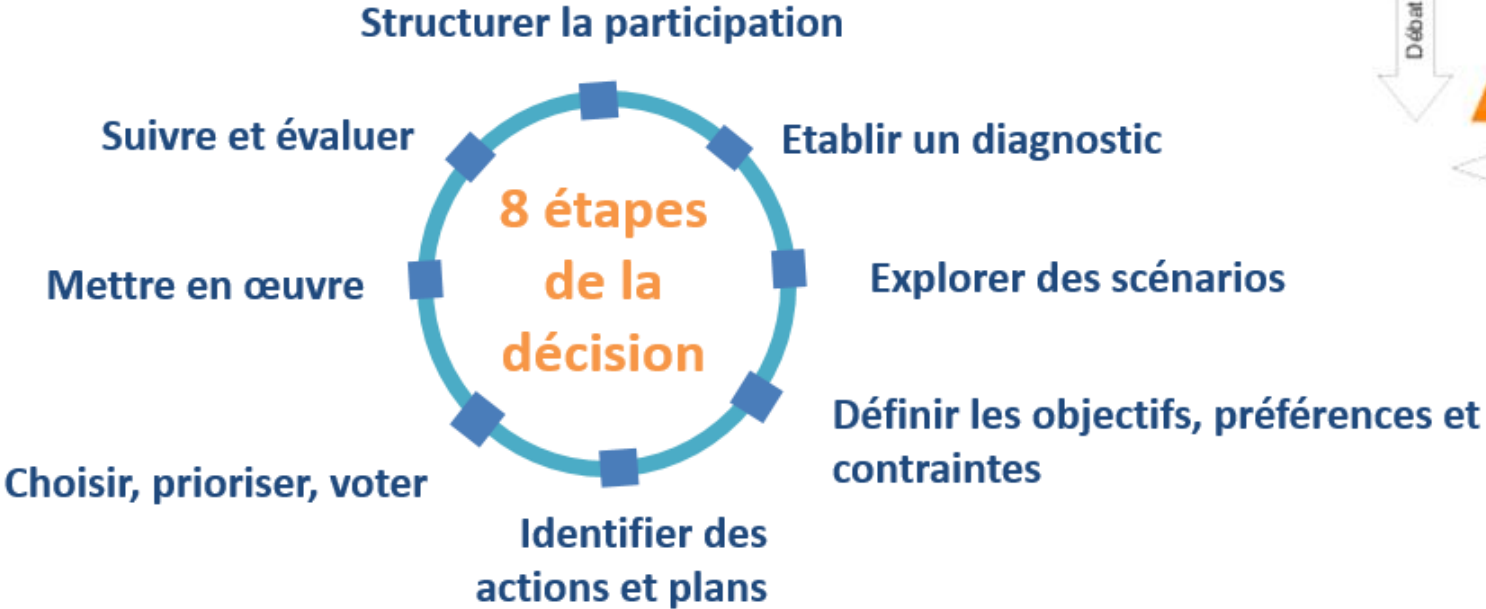 Structurer la participation
Débat
Suivre et évaluer
Etablir un diagnostic
8 étapes
de la
décision
Mettre en œuvre
Explorer des scénarios
Définir les objectifs, préférences et
contraintes
Choisir, prioriser, voter
Identifier des
actions et plans